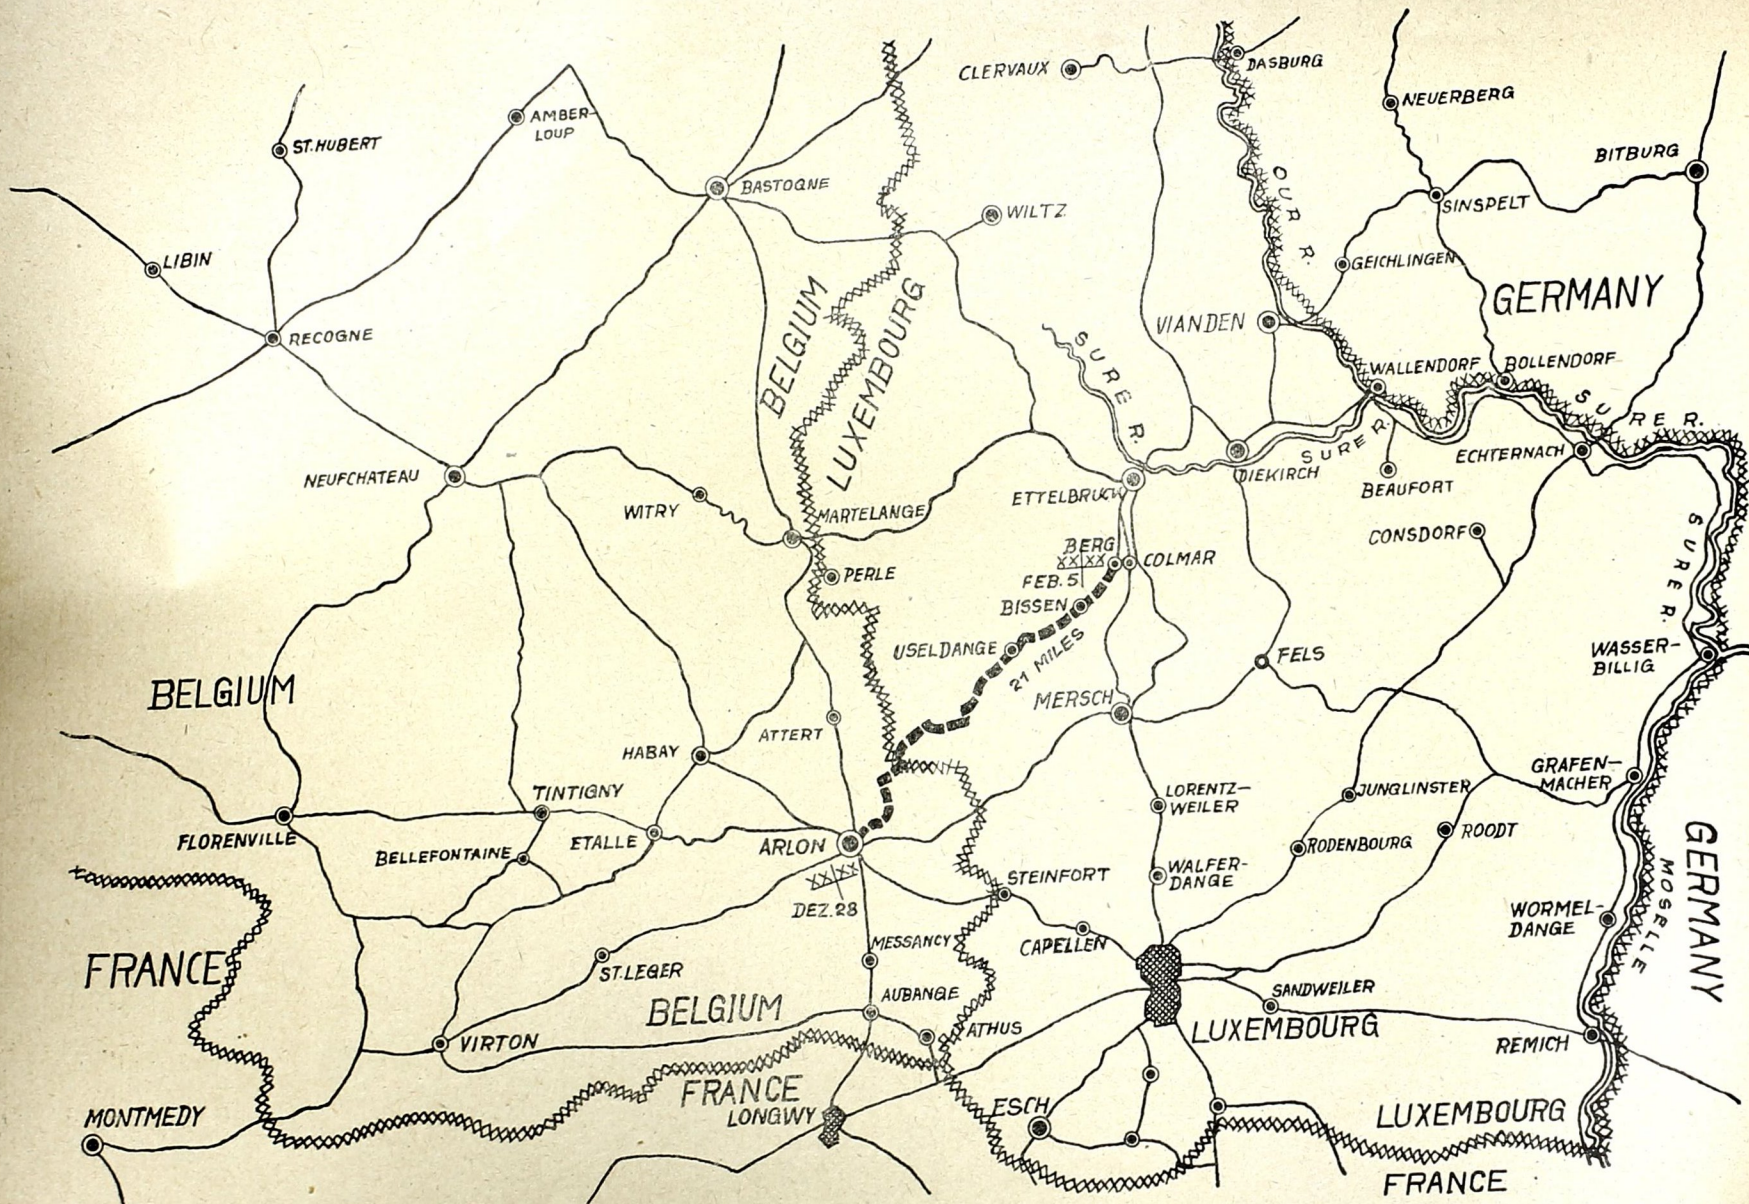 CLERVAUX
DASBURG
NEUERBERG
AMBER-
LOUP
ST. HUBERT
BITBURG
BASTOGNE
WILTZ
OUR R.
SINSPELT
LIBIN
GEICHLINGEN
GERMANY
BELGIUM
LUXEMBOURG
VIANDEN
RECOGNE
SURE R.
WALLENDORF
BOLLENDORF
SURE R.
SURE R.
NEUFCHATEAU
DIEKIRCH
ECHTERNACH
ETTELBRUCK
BEAUFORT
WITRY
MARTELANGE
CONSDORF
SURE R.
BERG
XX XX
COLMAR
FEB. 5
PERLE
BISSEN
USELDANGE
21 MILES
FELS
WASSER-
BILLIG
BELGIUM
MERSCH
ATTERT
HABAY
GRAFEN-
MACHER
TINTIGNY
LORENTZ-
WEILER
JUNGLINSTER
FLORENVILLE
BELLEFONTAINE
ETALLE
ARLON
RODENBOURG
ROODT
GERMANY
MOSELLE
XX XX
DEZ. 28
STEINFORT
WALFER-
DANGE
WORMEL-
DANGE
FRANCE
ST. LEGER
MESSANCY
CAPELLEN
BELGIUM
AUBANGE
SANDWEILER
VIRTON
ATHUS
LUXEMBOURG
REMICH
FRANCE
LONGWY
ESCH
LUXEMBOURG
MONTMEDY
FRANCE